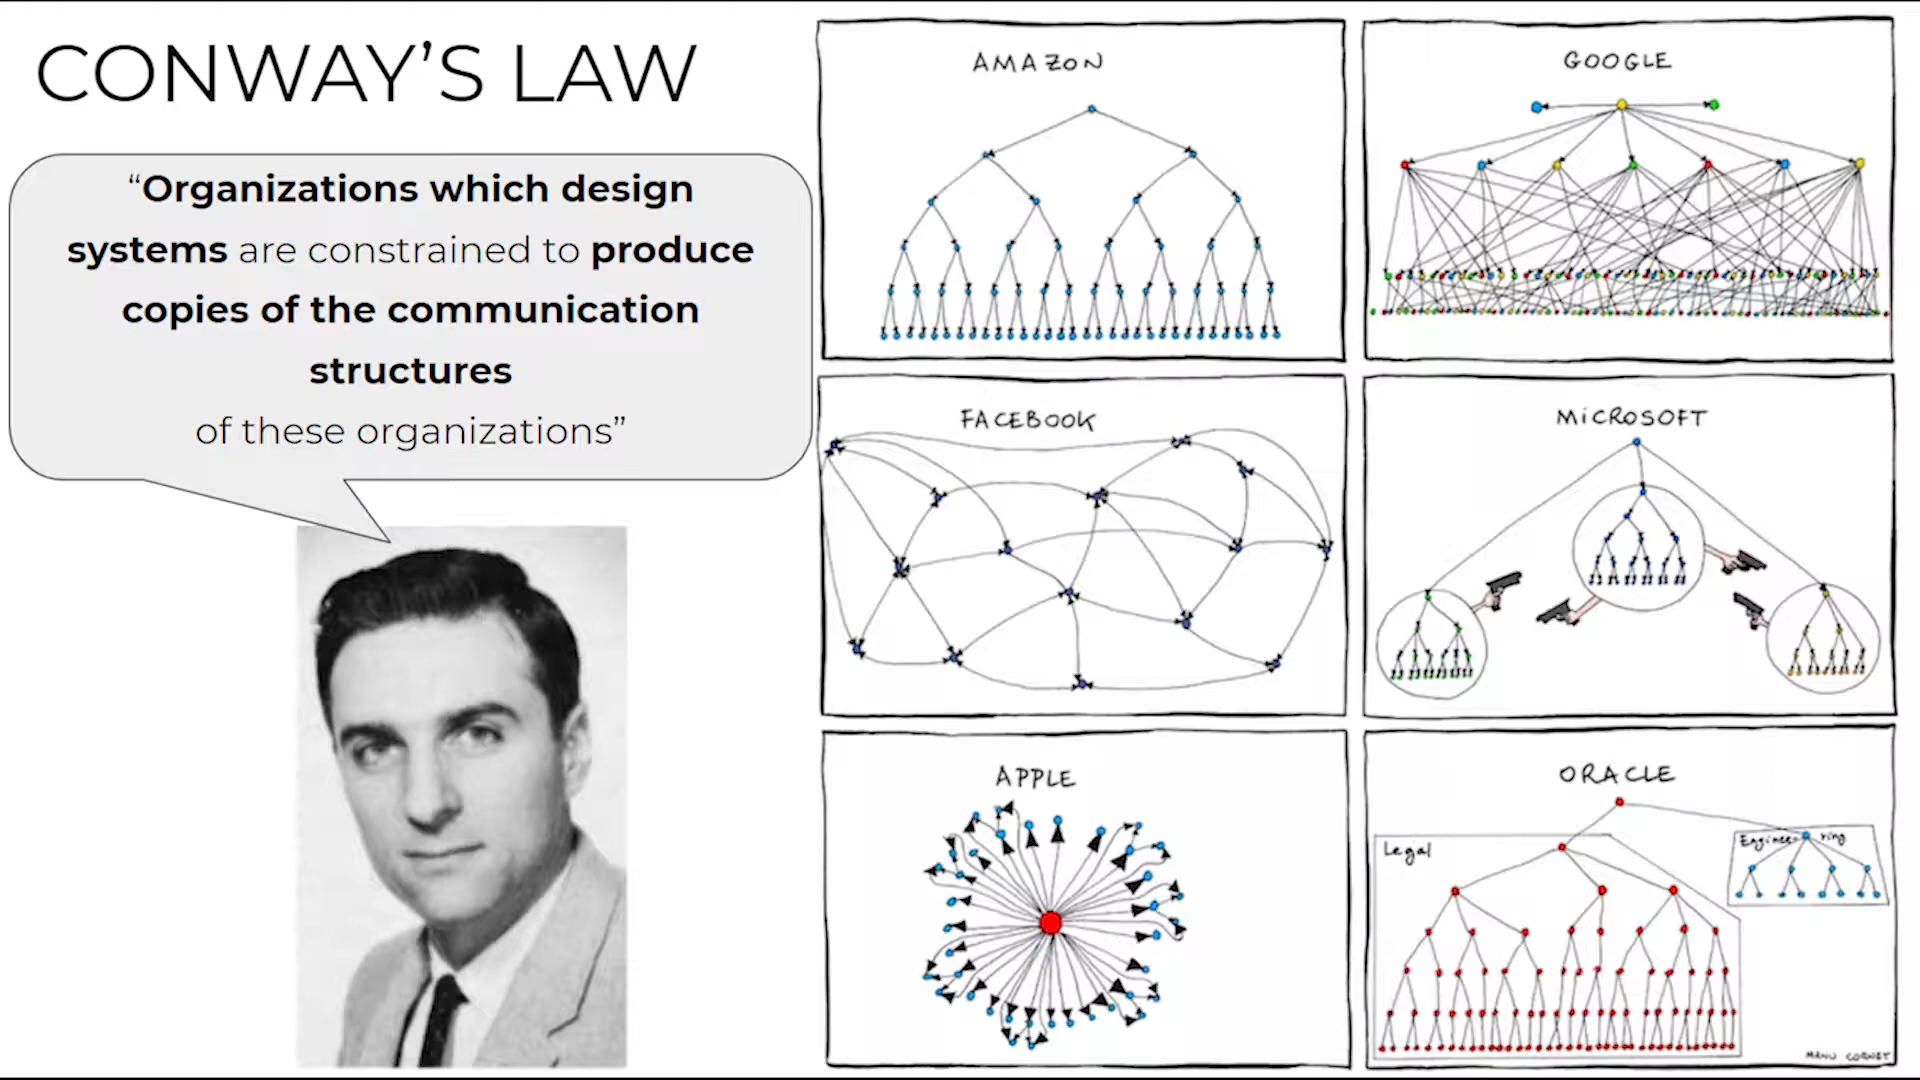 CONWAY’S LAW
“Organizations which design
systems are constrained to produce
copies of the communication
structures
of these organizations”
AMAZON
GOOGLE
FACEBOOK
MiCROSOFT
APPLE
ORACLE
Legal
Engineering
MANU CORNET